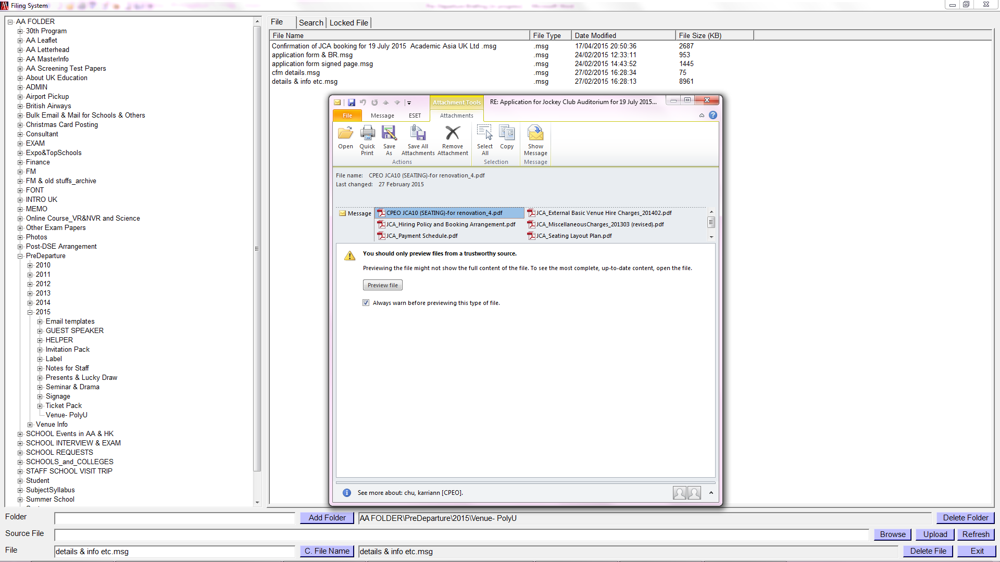 Filing System
AA FOLDER
30th Program
AA Leaflet
AA Letterhead
AA MasterInfo
AA Screening Test Papers
About UK Education
ADMIN
Airport Pickup
British Airways
Bulk Email & Mail for Schools & Others
Christmas Card Posting
Consultant
EXAM
Expo&TopSchools
Finance
FM
FM & old stuffs_archive
FONT
INTRO UK
MEMO
Online Course_VR&NVR and Science
Other Exam Papers
Photos
Post-DSE Arrangement
PreDeparture
2010
2011
2012
2013
2014
2015
Email templates
GUEST SPEAKER
HELPER
Invitation Pack
Label
Notes for Staff
Presents & Lucky Draw
Seminar & Drama
Signage
Ticket Pack
Venue- PolyU
Venue Info
SCHOOL Events in AA & HK
SCHOOL INTERVIEW & EXAM
SCHOOL REQUESTS
SCHOOLS_and_COLLEGES
STAFF SCHOOL VISIT TRIP
Student
SubjectSyllabus
Summer School
File Search Locked File
File Name File Type Date Modified File Size (KB)
Confirmation of JCA booking for 19 July 2015 Academic Asia UK Ltd .msg .msg 17/04/2015 20:50:36 2687
application form & BR.msg .msg 24/02/2015 12:33:11 953
application form signed page.msg .msg 24/02/2015 14:43:52 1445
cfm details.msg .msg 27/02/2015 16:28:34 75
details & info etc.msg .msg 27/02/2015 16:28:13 8961
Attachment Tools RE: Application for Jockey Club Auditorium for 19 July 2015...
File Message ESET Attachments
Open Quick Print Save As Save All Attachments Remove Attachment Select All Copy Show Message
Actions Selection Message
File name: CPEO JCA10 (SEATING)-for renovation_4.pdf
Last changed: 27 February 2015
Message CPEO JCA10 (SEATING)-for renovation_4.pdf JCA_External Basic Venue Hire Charges_201402.pdf
JCA_Hiring Policy and Booking Arrangement.pdf JCA_MiscellaneousCharges_201303 (revised).pdf
JCA_Payment Schedule.pdf JCA_Seating Layout Plan.pdf
You should only preview files from a trustworthy source.
Previewing the file might not show the full content of the file. To see the most complete, up-to-date content, open the file.
Preview file
Always warn before previewing this type of file.
See more about: chu, karriann [CPEO].
Folder Add Folder AA FOLDER\PreDeparture\2015\Venue- PolyU Delete Folder
Source File Browse Upload Refresh
File details & info etc.msg C. File Name details & info etc.msg Delete File Exit